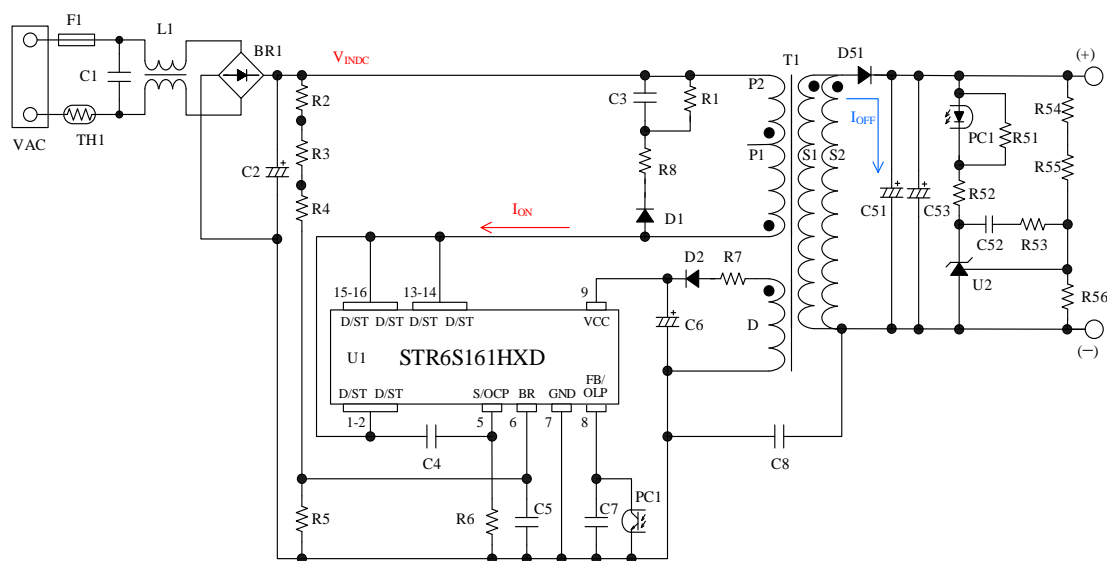 F1
L1
BR1
C1
VAC
TH1
V_INDC
R2
R3
R4
C2
C3
R1
R8
D1
I_ON
T1
P2
P1
S1
S2
D51
I_OFF
(+)
PC1
R51
R54
R55
R52
C51
C53
C52
R53
U2
R56
(−)
15-16
13-14
9
D/ST D/ST D/ST D/ST
VCC
U1
STR6S161HXD
D/ST D/ST
S/OCP
BR
GND
FB/
OLP
1-2
5
6
7
8
D2
R7
C6
D
C4
C8
R5
R6
C5
C7
PC1